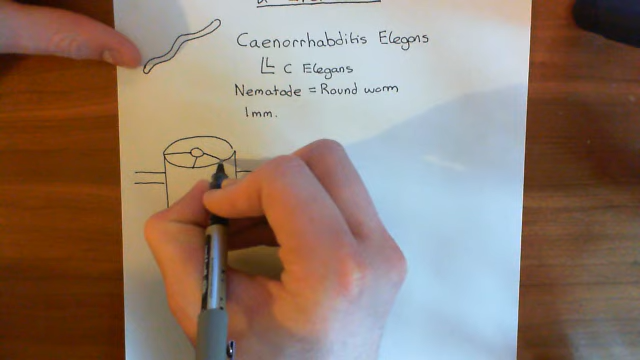 Caenorrhabditis Elegans
C Elegans
Nematode = Round worm
1mm.